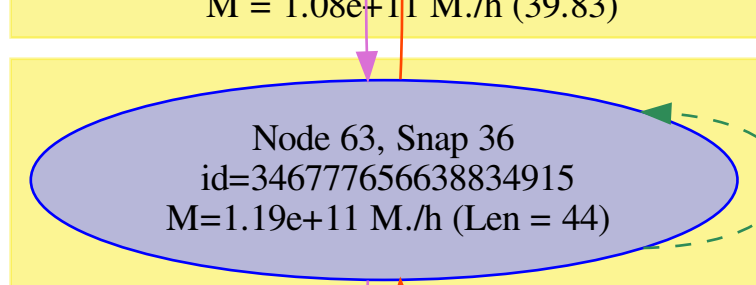 M = 1.08e+11 M./h (39.83)
Node 63, Snap 36
id=346777656638834915
M=1.19e+11 M./h (Len = 44)